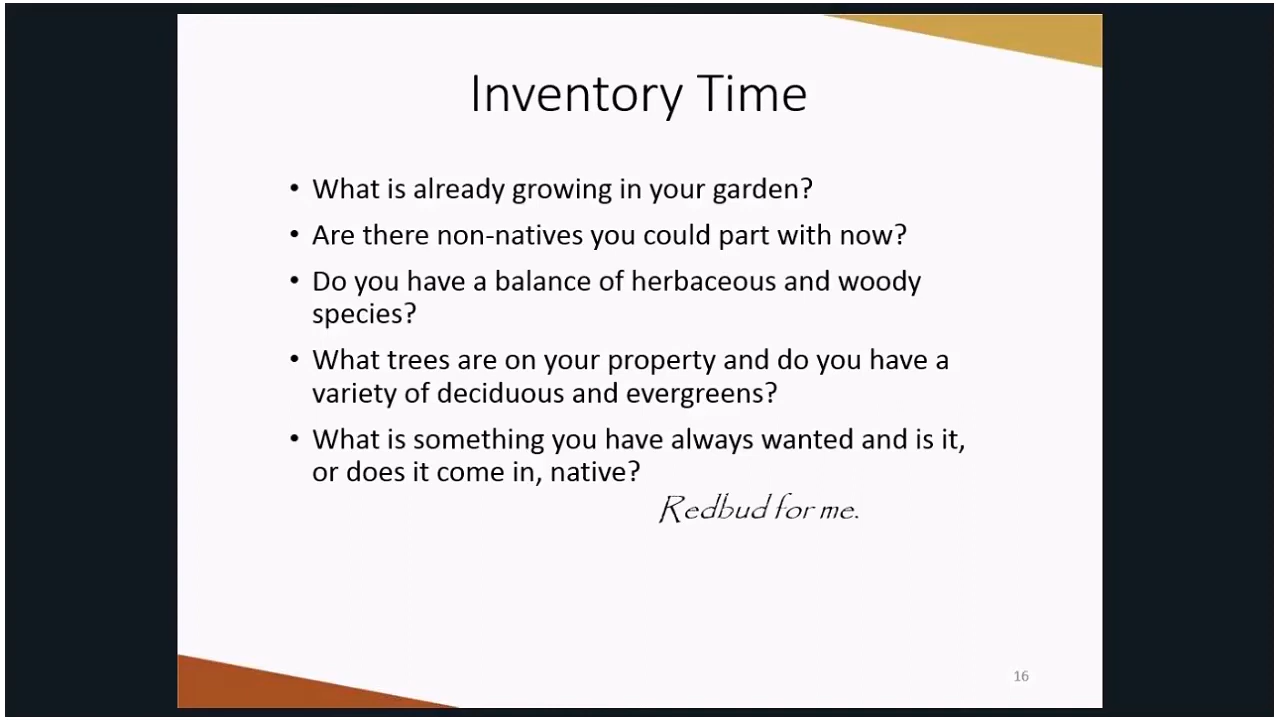 Inventory Time
• What is already growing in your garden?
• Are there non-natives you could part with now?
• Do you have a balance of herbaceous and woody
species?
• What trees are on your property and do you have a
variety of deciduous and evergreens?
• What is something you have always wanted and is it,
or does it come in, native?
Redbud for me.
16